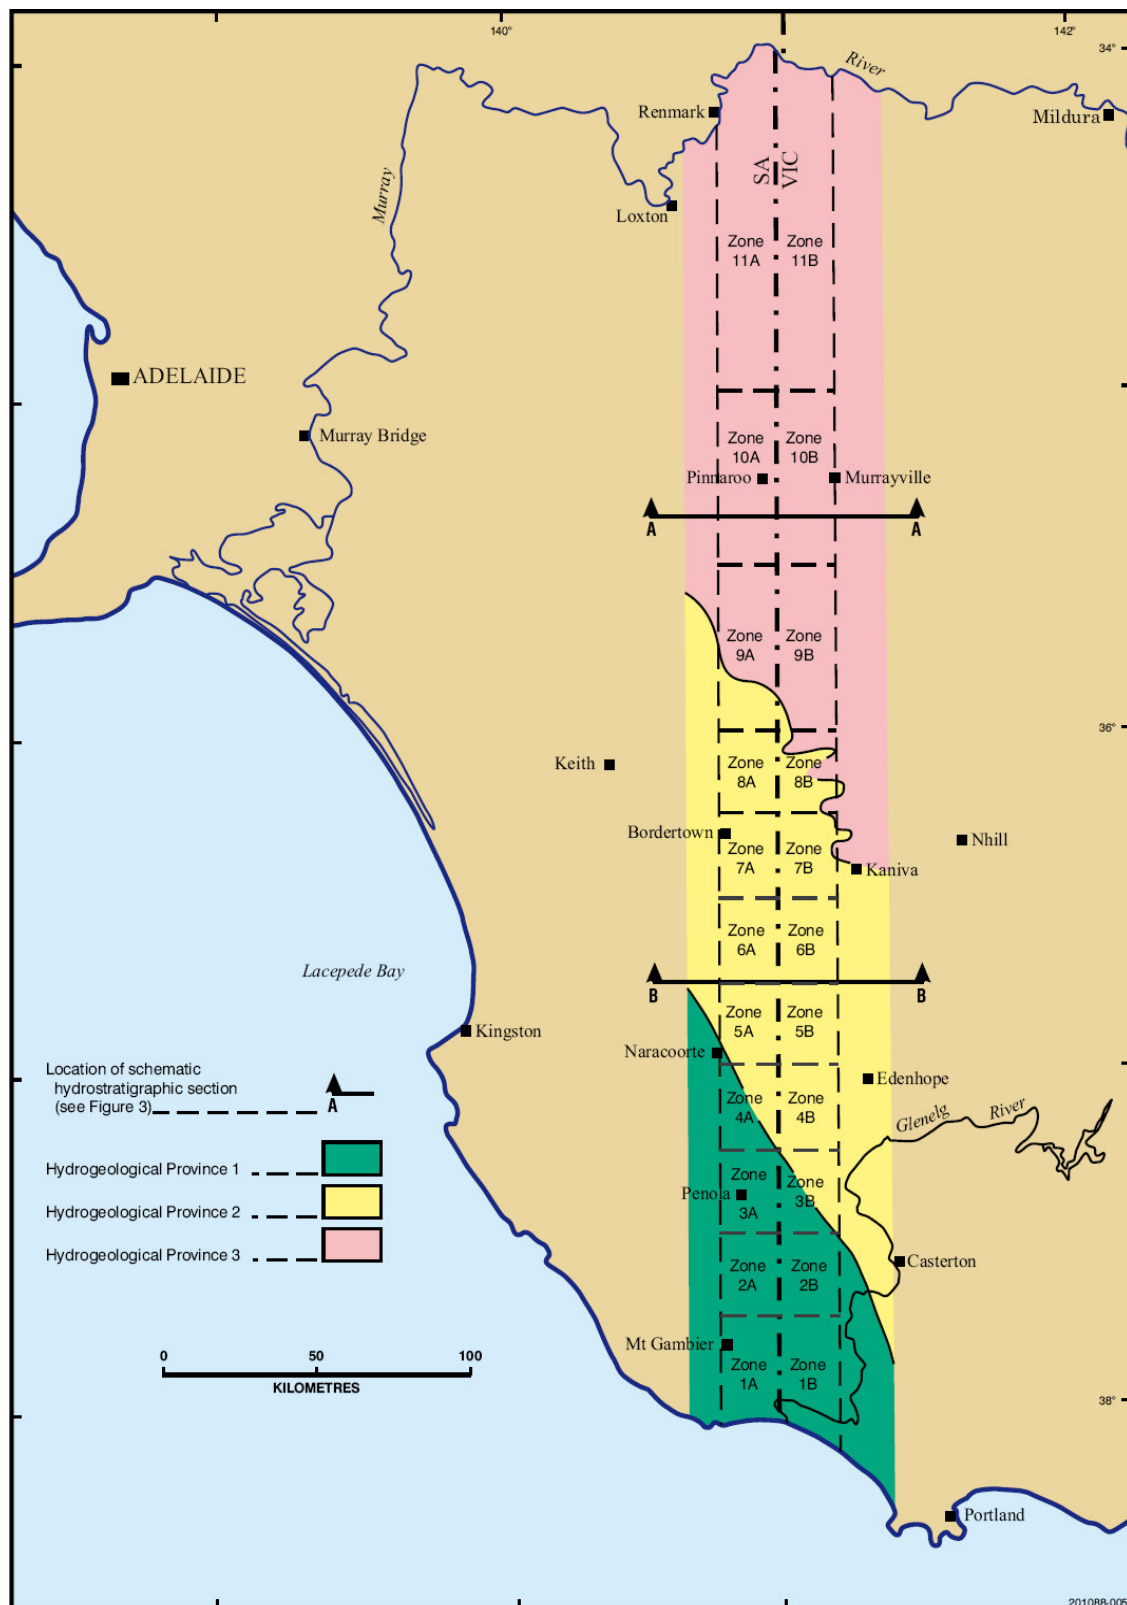 140°
142°
34°
River
Renmark
Mildura
SA
VIC
Murray
Loxton
Zone
11A
Zone
11B
ADELAIDE
Murray Bridge
Zone
10A
Zone
10B
Pinnaroo
Murrayville
A
A
Zone
9A
Zone
9B
36°
Keith
Zone
8A
Zone
8B
Bordertown
Nhill
Zone
7A
Zone
7B
Kaniva
Zone
6A
Zone
6B
Lacepede Bay
B
B
Kingston
Zone
5A
Zone
5B
Naracoorte
Edenhope
Zone
4A
Zone
4B
Glenelg
River
Location of schematic
hydrostratigraphic section
(see Figure 3)
A
Hydrogeological Province 1
Hydrogeological Province 2
Hydrogeological Province 3
Penola
Zone
3A
Zone
3B
Zone
2A
Zone
2B
Casterton
Mt Gambier
Zone
1A
Zone
1B
0
50
100
KILOMETRES
38°
Portland
201088-005